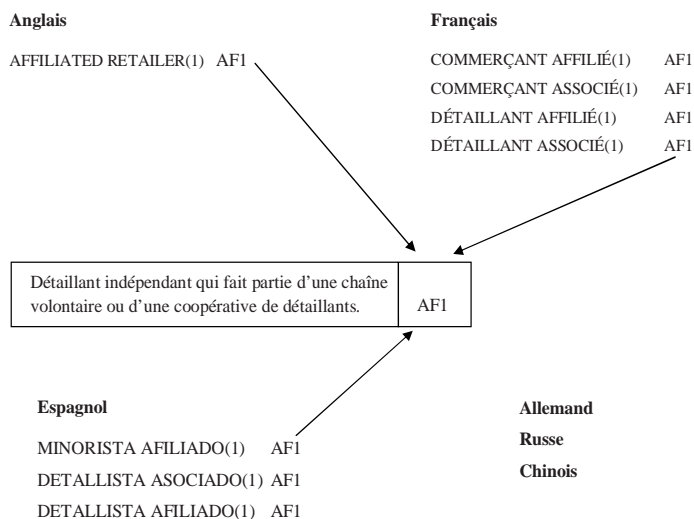 Anglais
AFFILIATED RETAILER(1) AF1
Français
COMMERÇANT AFFILIÉ(1) AF1
COMMERÇANT ASSOCIÉ(1) AF1
DÉTAILLANT AFFILIÉ(1) AF1
DÉTAILLANT ASSOCIÉ(1) AF1
Détaillant indépendant qui fait partie d’une chaîne
volontaire ou d’une coopérative de détaillants.
AF1
Espagnol
MINORISTA AFILIADO(1) AF1
DETALLISTA ASOCIADO(1) AF1
DETALLISTA AFILIADO(1) AF1
Allemand
Russe
Chinois